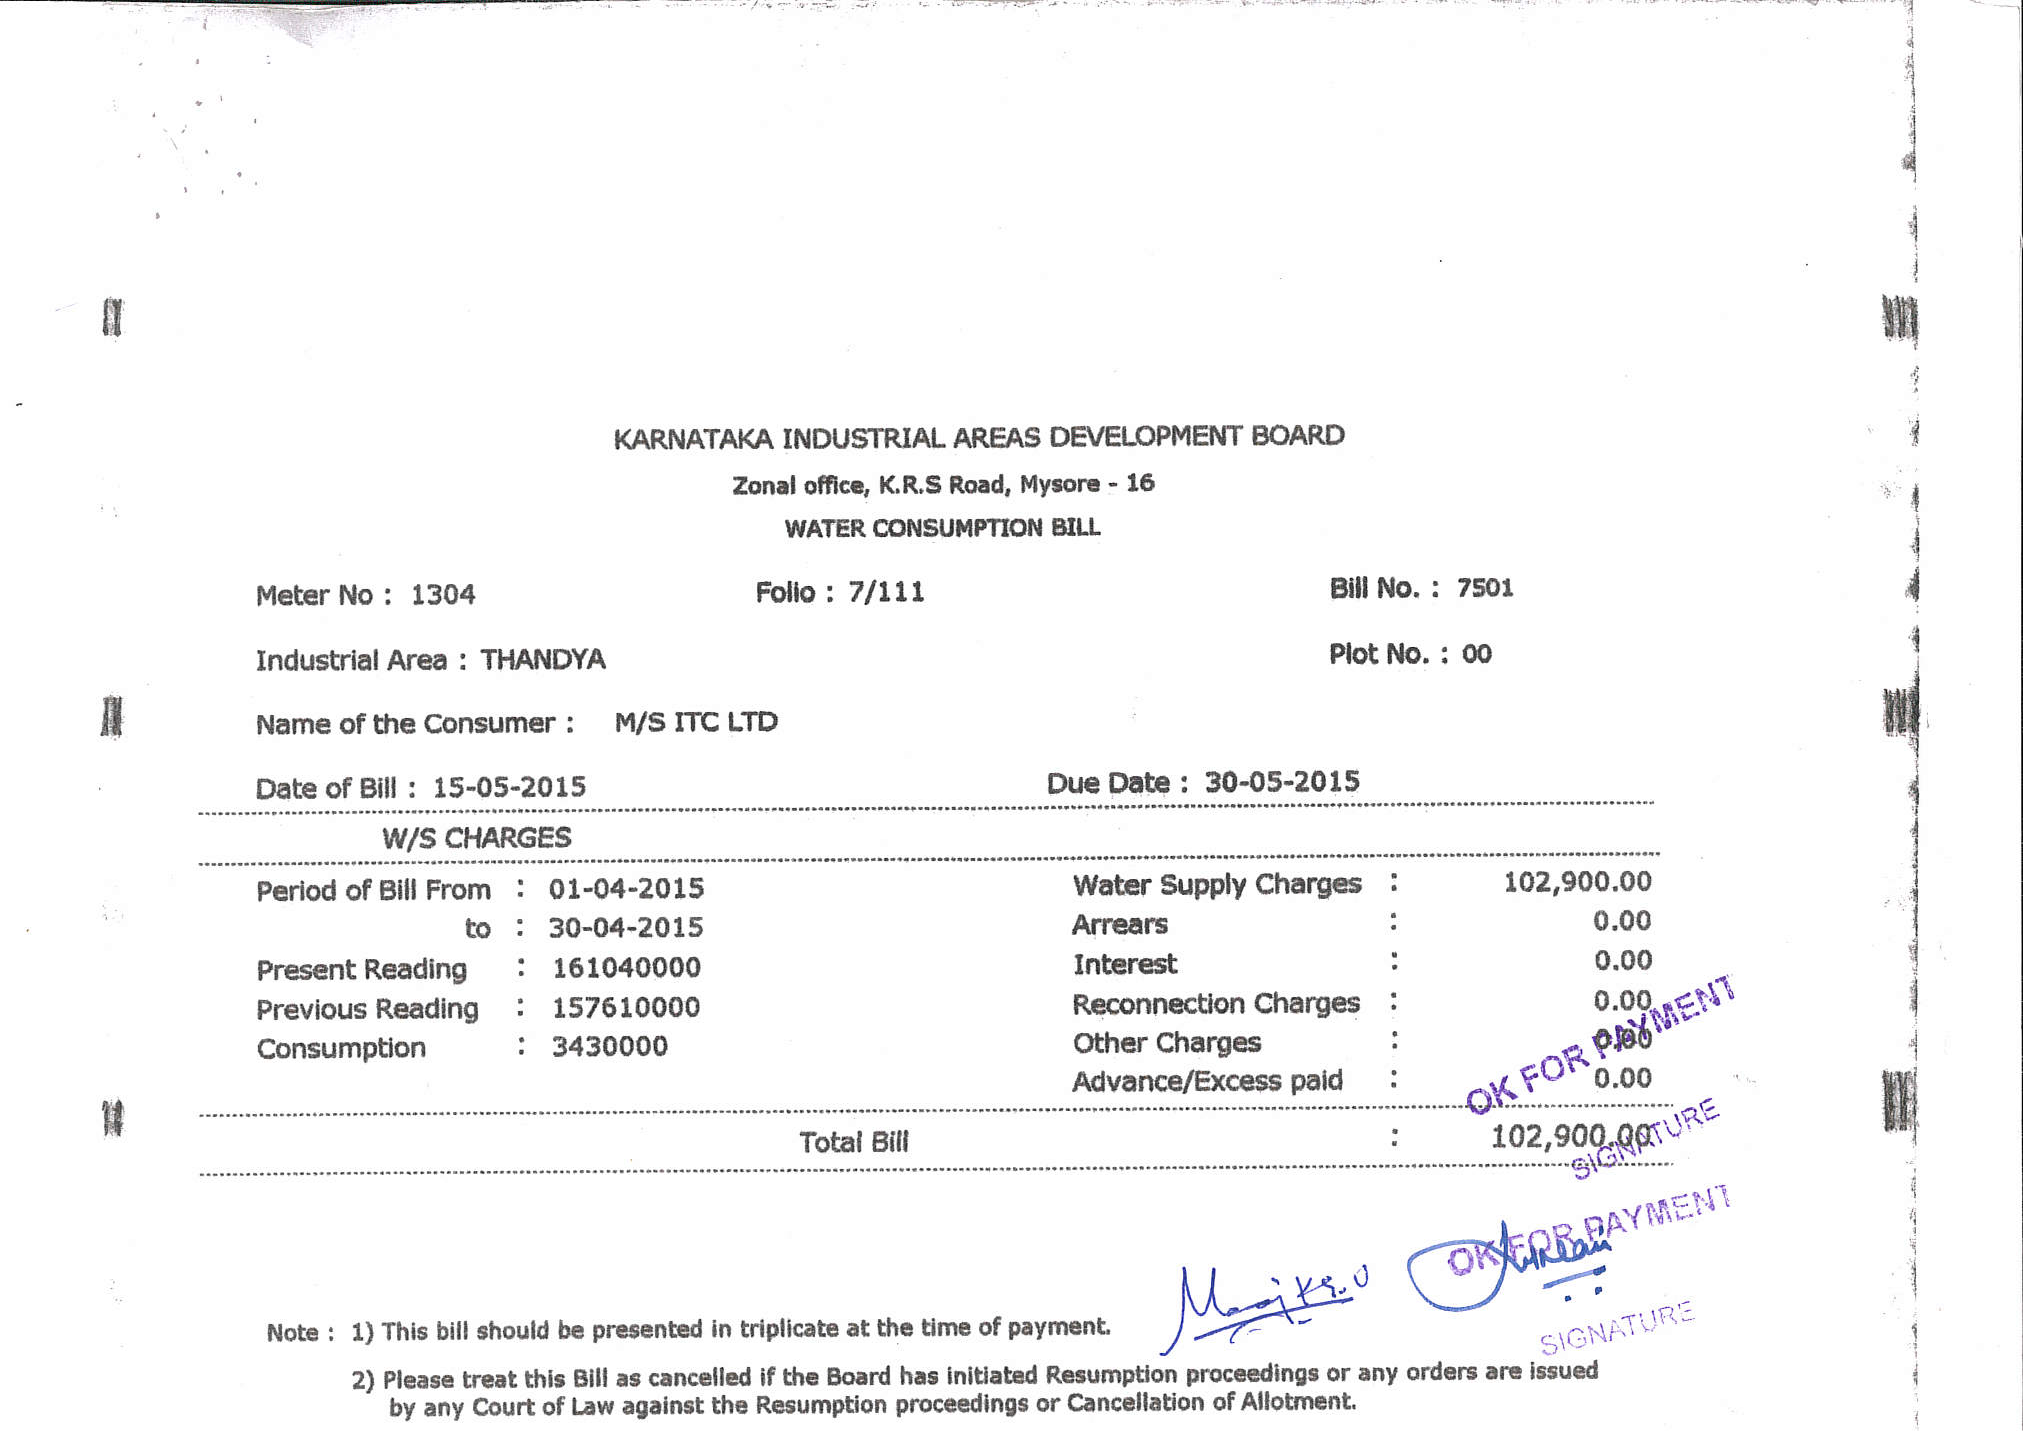 KARNATAKA INDUSTRIAL AREAS DEVELOPMENT BOARD
Zonal office, K.R.S Road, Mysore - 16
WATER CONSUMPTION BILL
Meter No : 1304 Folio : 7/111 Bill No. : 7501
Industrial Area : THANDYA Plot No. : 00
Name of the Consumer : M/S ITC LTD
Date of Bill : 15-05-2015 Due Date : 30-05-2015
W/S CHARGES
Period of Bill From : 01-04-2015 Water Supply Charges : 102,900.00
to : 30-04-2015 Arrears : 0.00
Present Reading : 161040000 Interest : 0.00
Previous Reading : 157610000 Reconnection Charges : 0.00
Consumption : 3430000 Other Charges : 0.00
Advance/Excess paid : 0.00
OK FOR PAYMENT
Total Bill : 102,900.00
SIGNATURE
OK FOR PAYMENT
SIGNATURE
Note : 1) This bill should be presented in triplicate at the time of payment.
2) Please treat this Bill as cancelled if the Board has initiated Resumption proceedings or any orders are issued
by any Court of Law against the Resumption proceedings or Cancellation of Allotment.